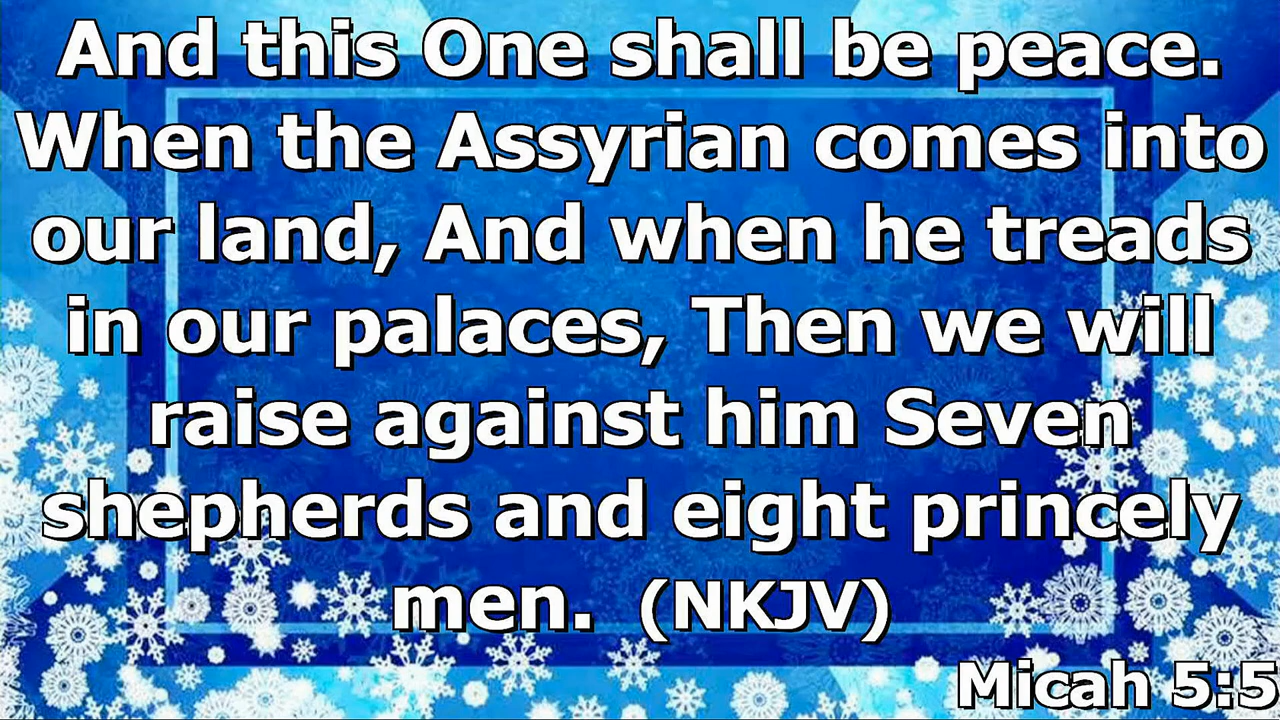 And this One shall be peace.
When the Assyrian comes into
our land, And when he treads
in our palaces, Then we will
raise against him Seven
shepherds and eight princely
men.  (NKJV)
Micah 5:5